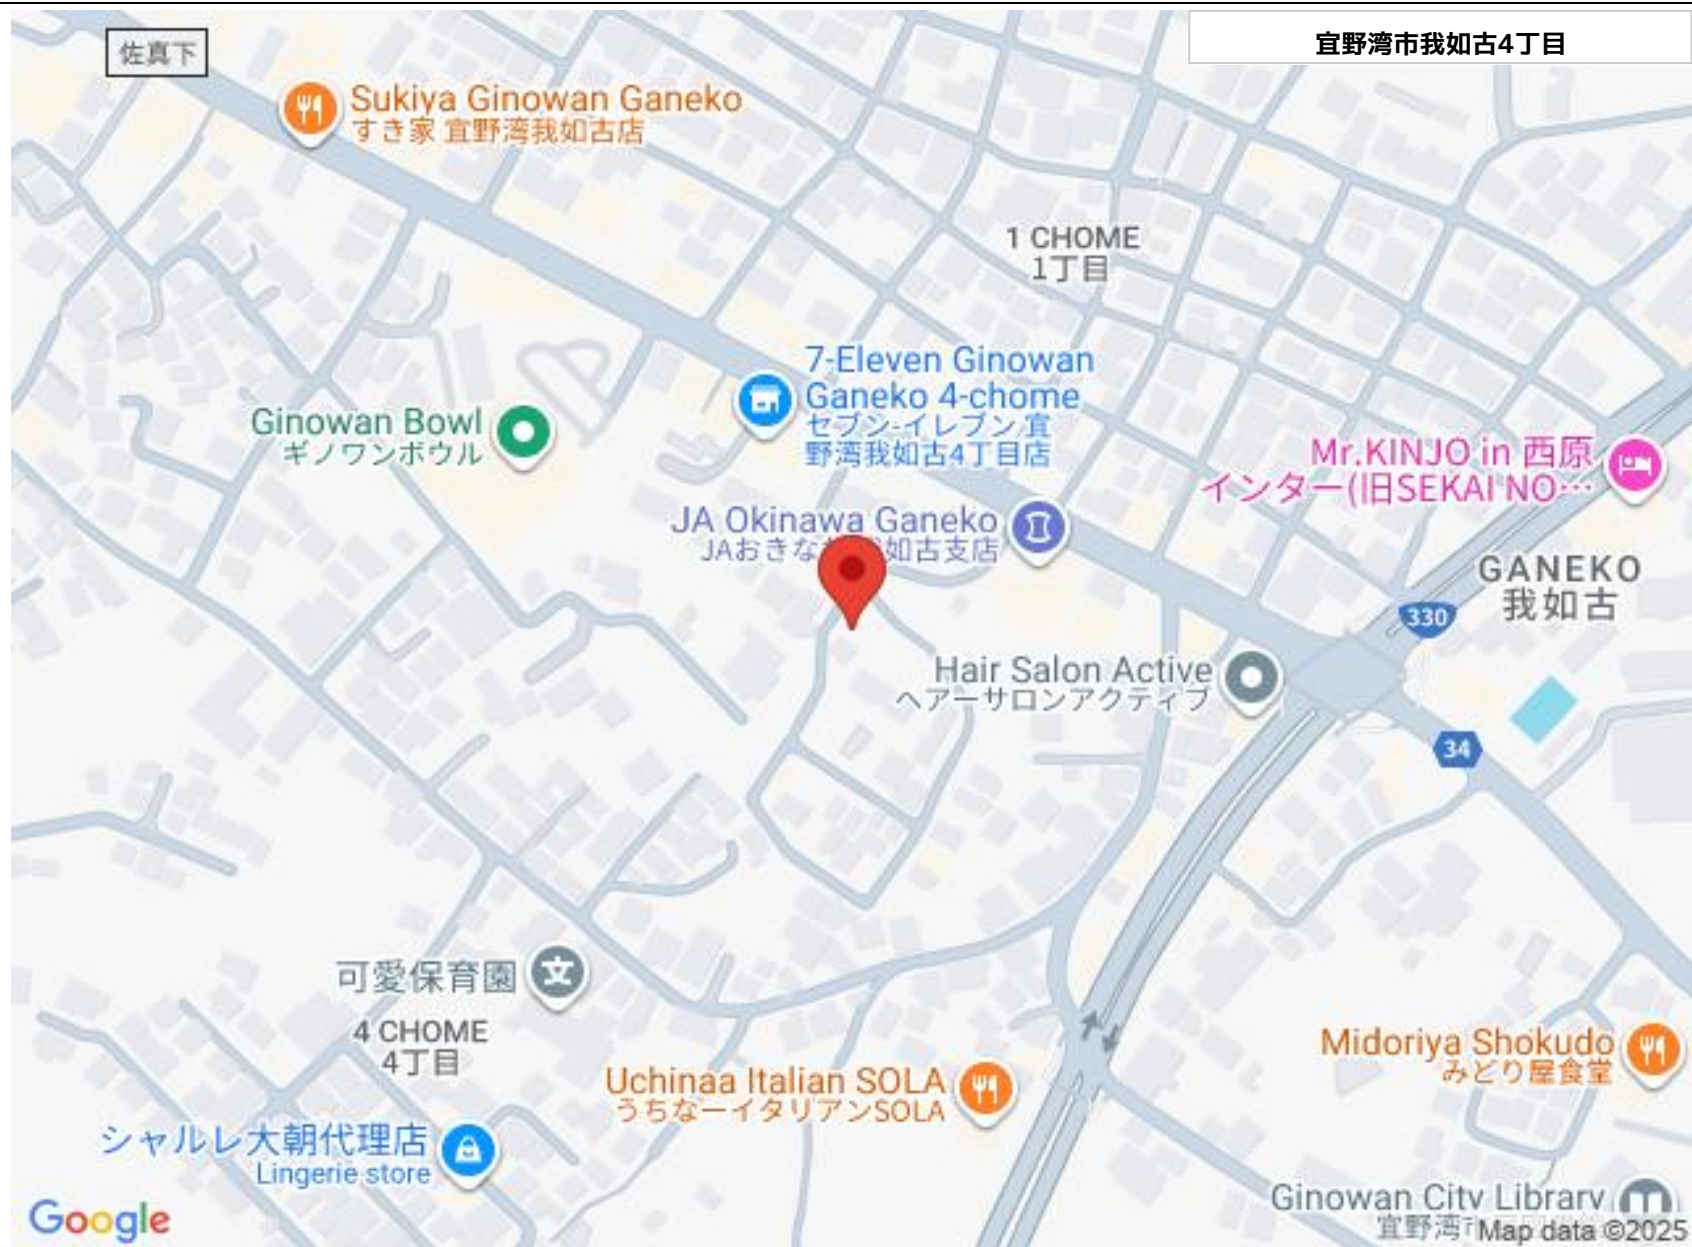 宜野湾市我如古4丁目
佐真下
Sukiya Ginowan Ganeko
すき家 宜野湾我如古店
1 CHOME
1丁目
7-Eleven Ginowan
Ganeko 4-chome
セブン-イレブン 宜
野湾我如古4丁目店
Ginowan Bowl
ギノワンボウル
Mr.KINJO in 西原
インター(旧SEKAI NO…
JA Okinawa Ganeko
JAおきな 如古支店
GANEKO
我如古
330
Hair Salon Active
ヘアーサロンアクティブ
34
可愛保育園
4 CHOME
4丁目
Midoriya Shokudo
みどり屋食堂
Uchinaa Italian SOLA
うちなーイタリアンSOLA
シャルレ大朝代理店
Lingerie store
Ginowan City Library
宜野湾
Google
Map data ©2025